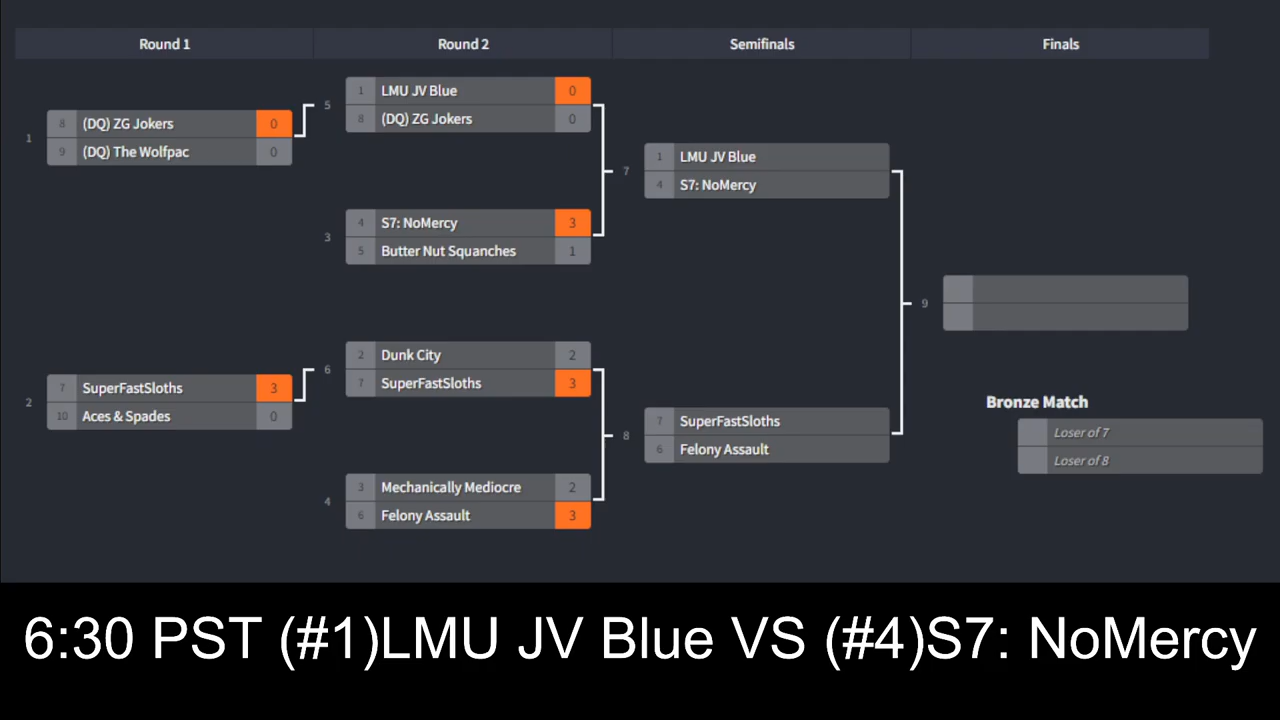 Round 1
Round 2
Semifinals
Finals
1
8 (DQ) ZG Jokers 0
9 (DQ) The Wolfpac 0
2
7 SuperFastSloths 3
10 Aces & Spades 0
5
1 LMU JV Blue 0
8 (DQ) ZG Jokers 0
3
4 S7: NoMercy 3
5 Butter Nut Squanches 1
6
2 Dunk City 2
7 SuperFastSloths 3
4
3 Mechanically Mediocre 2
6 Felony Assault 3
7
1 LMU JV Blue
4 S7: NoMercy
8
7 SuperFastSloths
6 Felony Assault
9
Bronze Match
Loser of 7
Loser of 8
6:30 PST (#1)LMU JV Blue VS (#4)S7: NoMercy